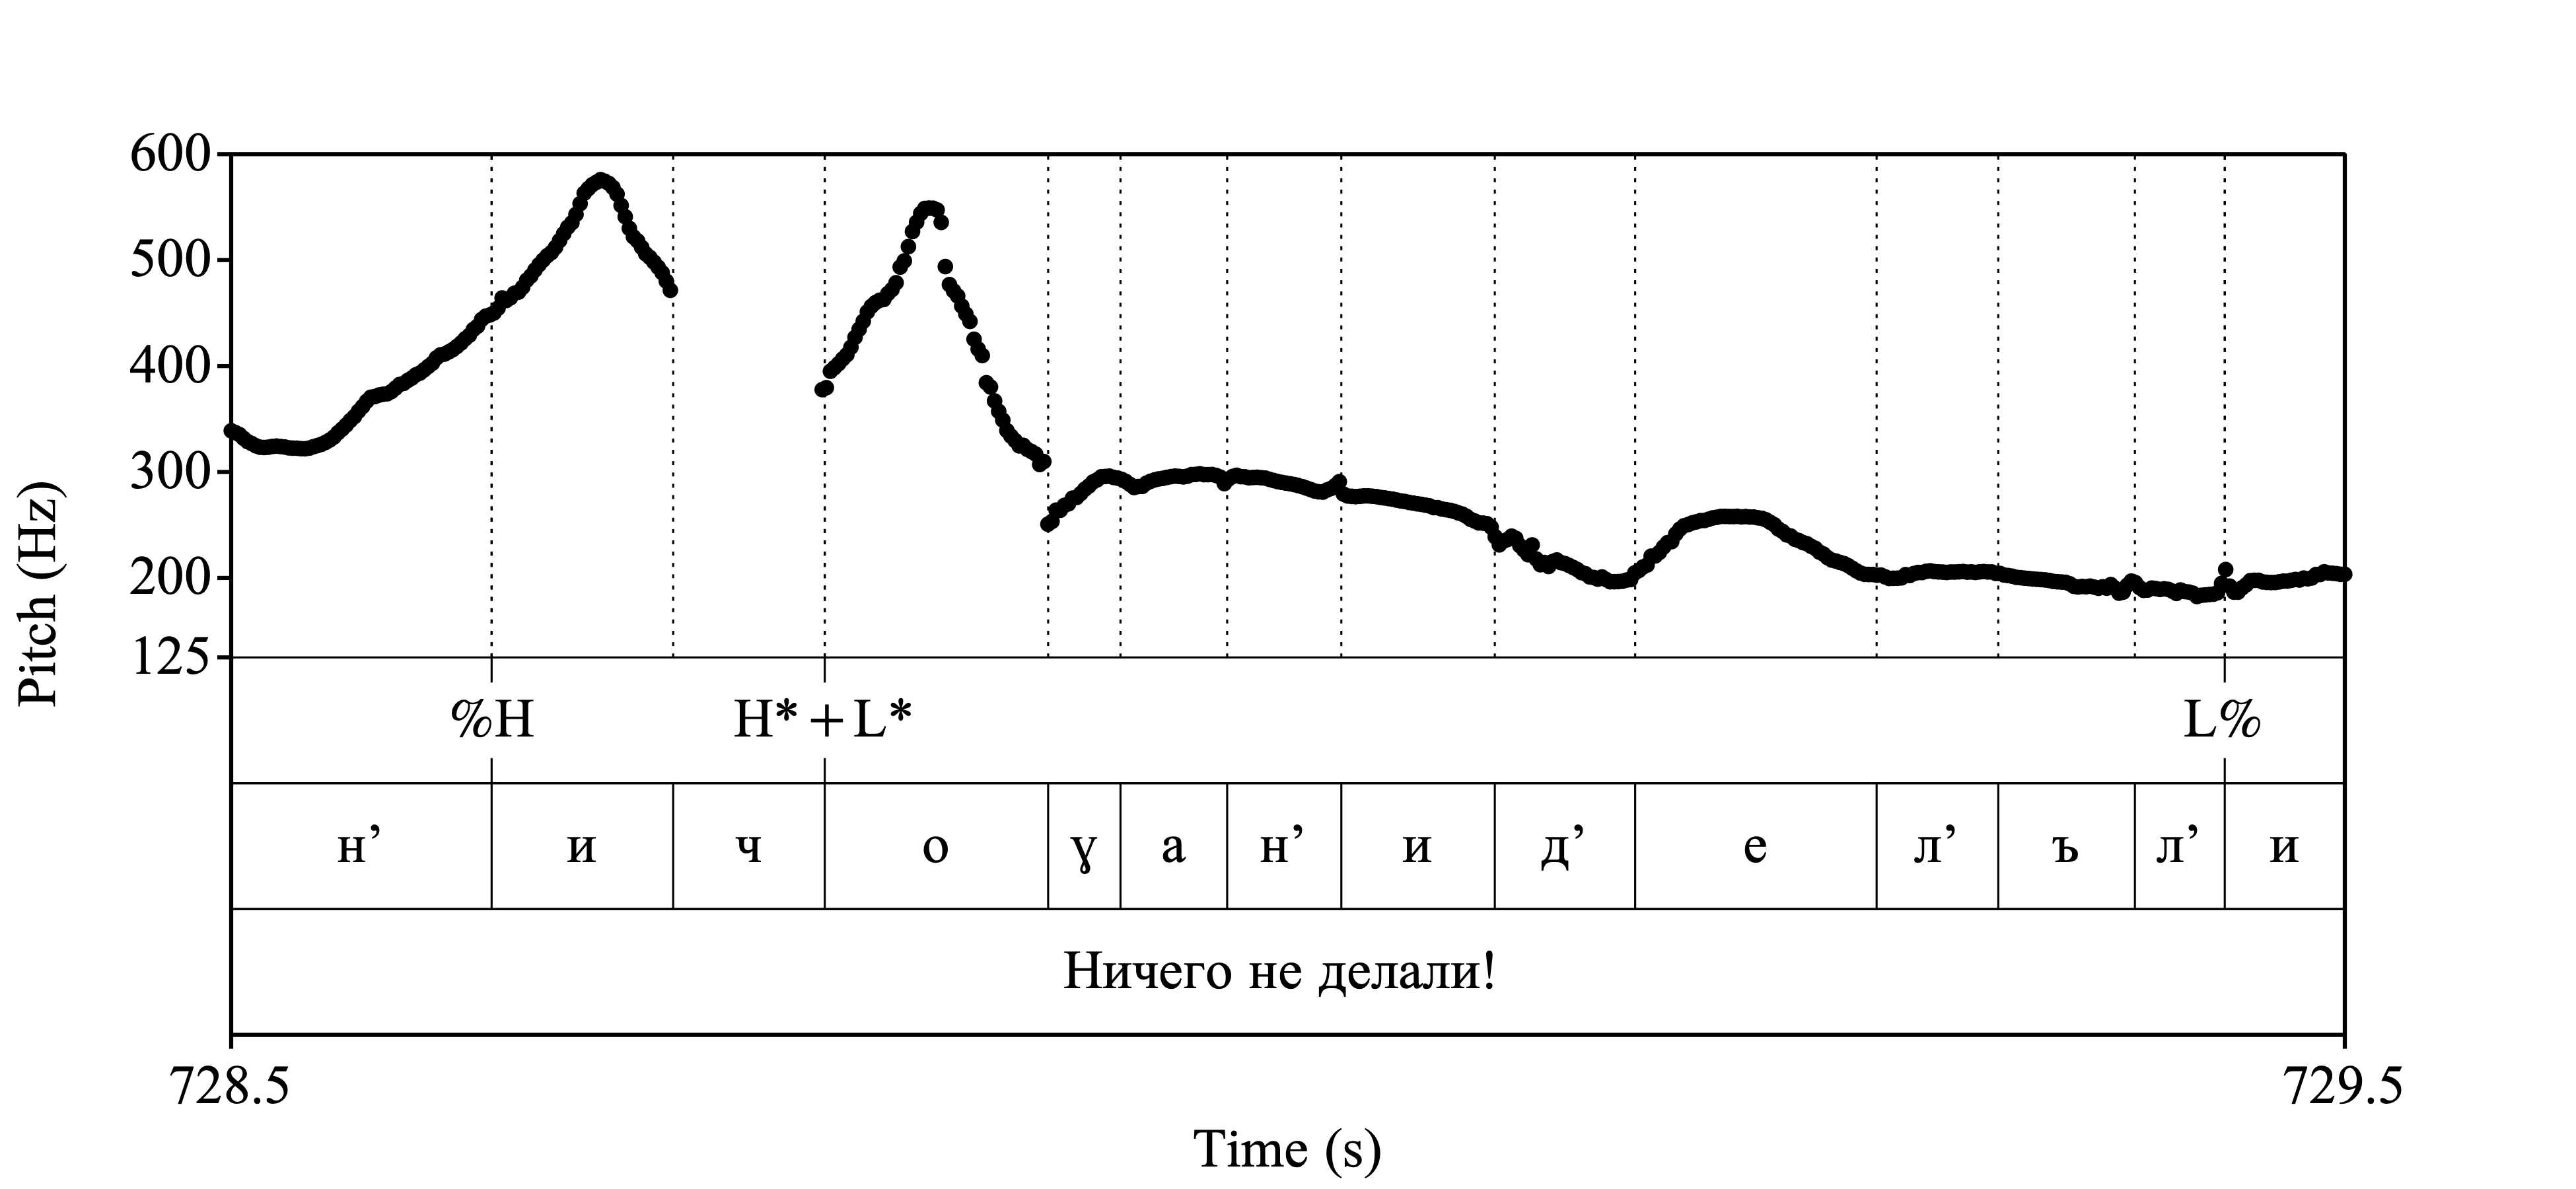 600
500
400
300
200
125
Pitch (Hz)
%H H* + L* L%
н’ и ч о ɣ а н’ и д’ е л’ ъ л’ и
Ничего не делали!
728.5 729.5
Time (s)